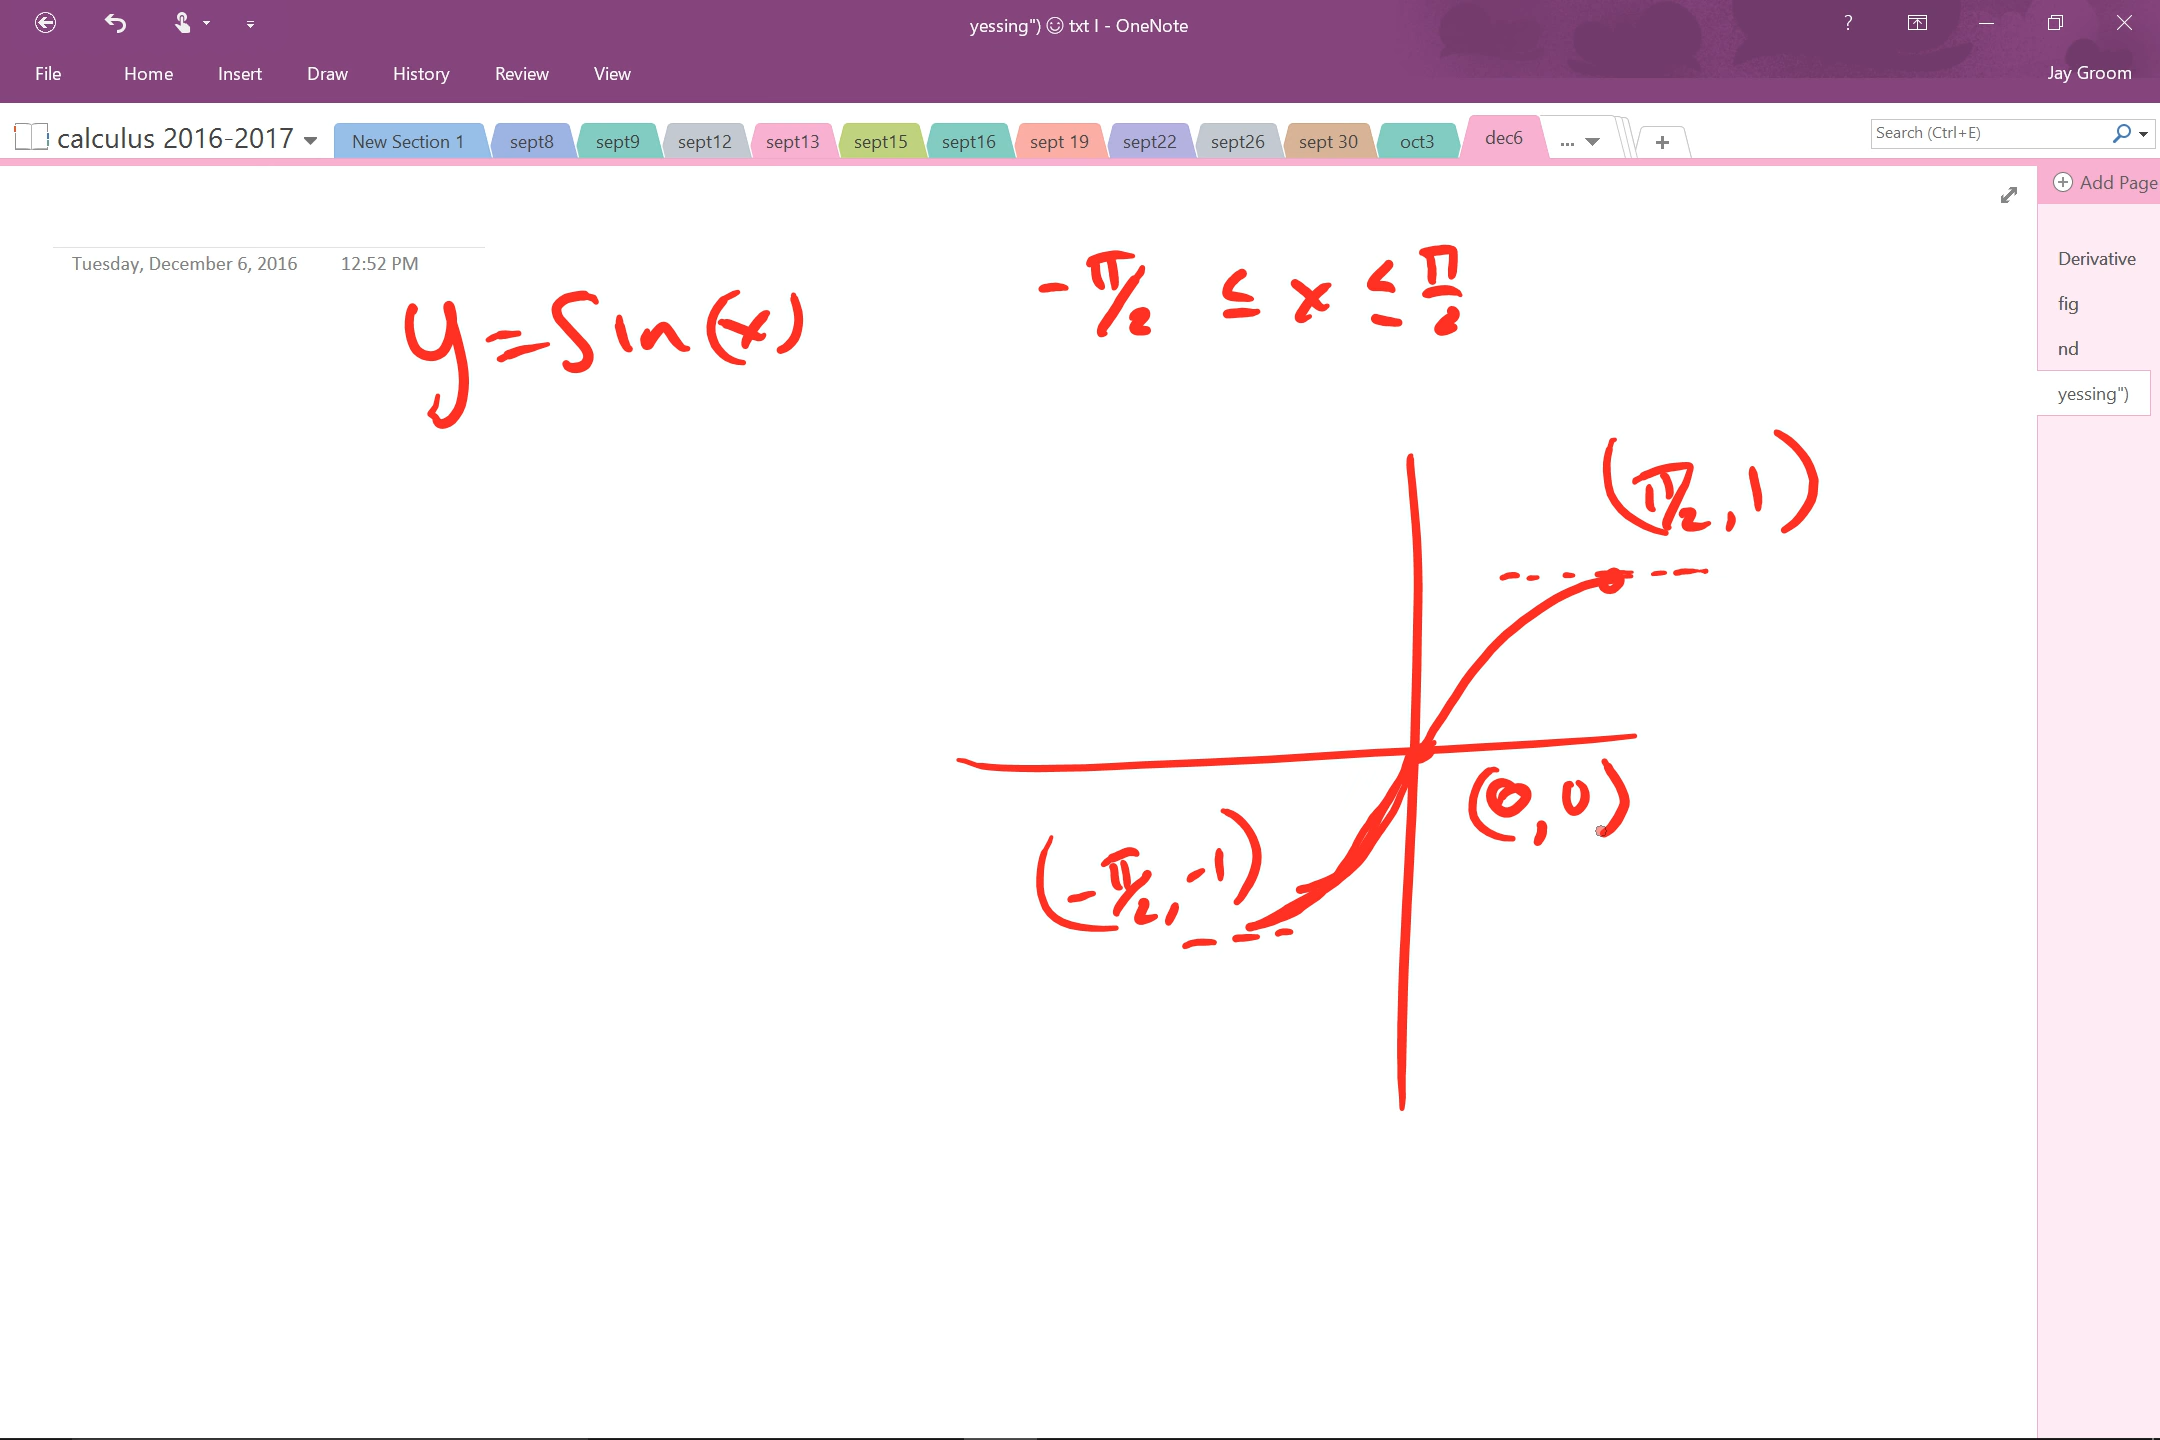 yessing") ☺ txt I - OneNote
?
File Home Insert Draw History Review View
Jay Groom
calculus 2016-2017
New Section 1 sept8 sept9 sept12 sept13 sept15 sept16 sept 19 sept22 sept26 sept 30 oct3 dec6 ... +
Search (Ctrl+E)
Add Page
Derivative
fig
nd
yessing")
Tuesday, December 6, 2016 12:52 PM
y=Sin(x)
-π/2 ≤ x ≤ π/2
(π/2, 1)
(0, 0)
(-π/2, -1)